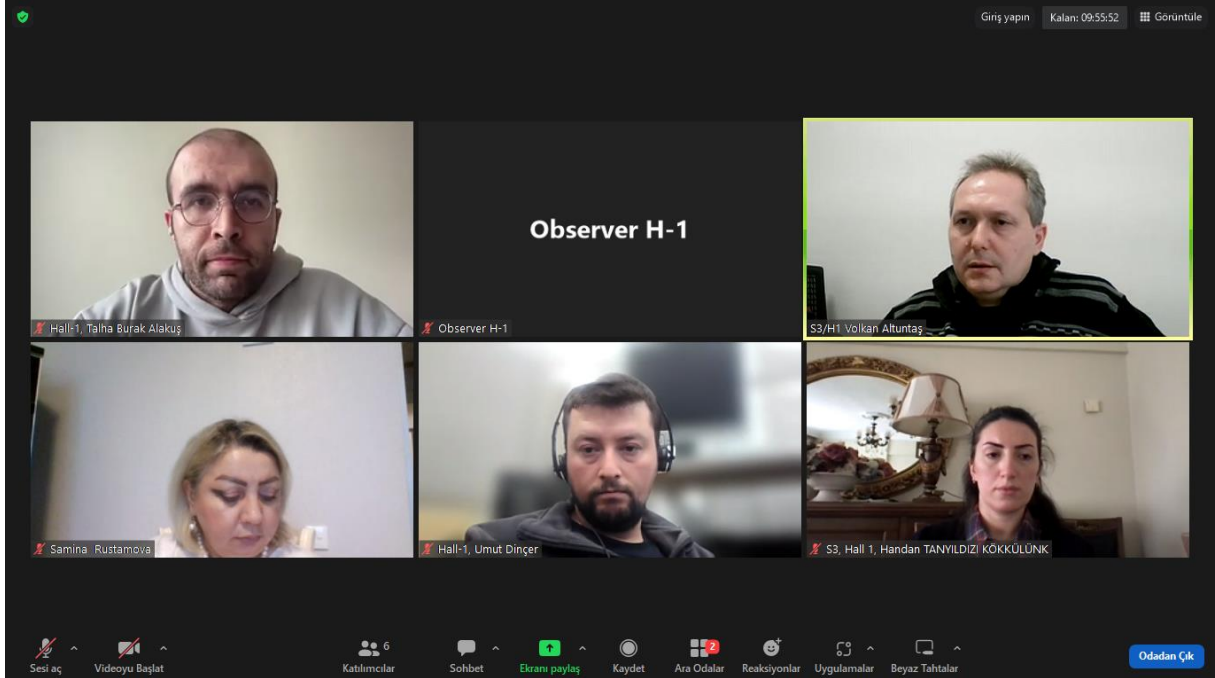 Giriş yapın
Kalan: 09:55:52
Görüntüle
Observer H-1
Hall-1, Talha Burak Alakuş
Observer H-1
S3/H1 Volkan Altuntaş
Samina Rustamova
Hall-1, Umut Dinçer
S3, Hall 1, Handan TANYILDIZI KÖKKÜLÜNK
6
2
Sesi aç
Videoyu Başlat
Katılımcılar
Sohbet
Ekranı paylaş
Kaydet
Ara Odalar
Reaksiyonlar
Uygulamalar
Beyaz Tahtalar
Odadan Çık